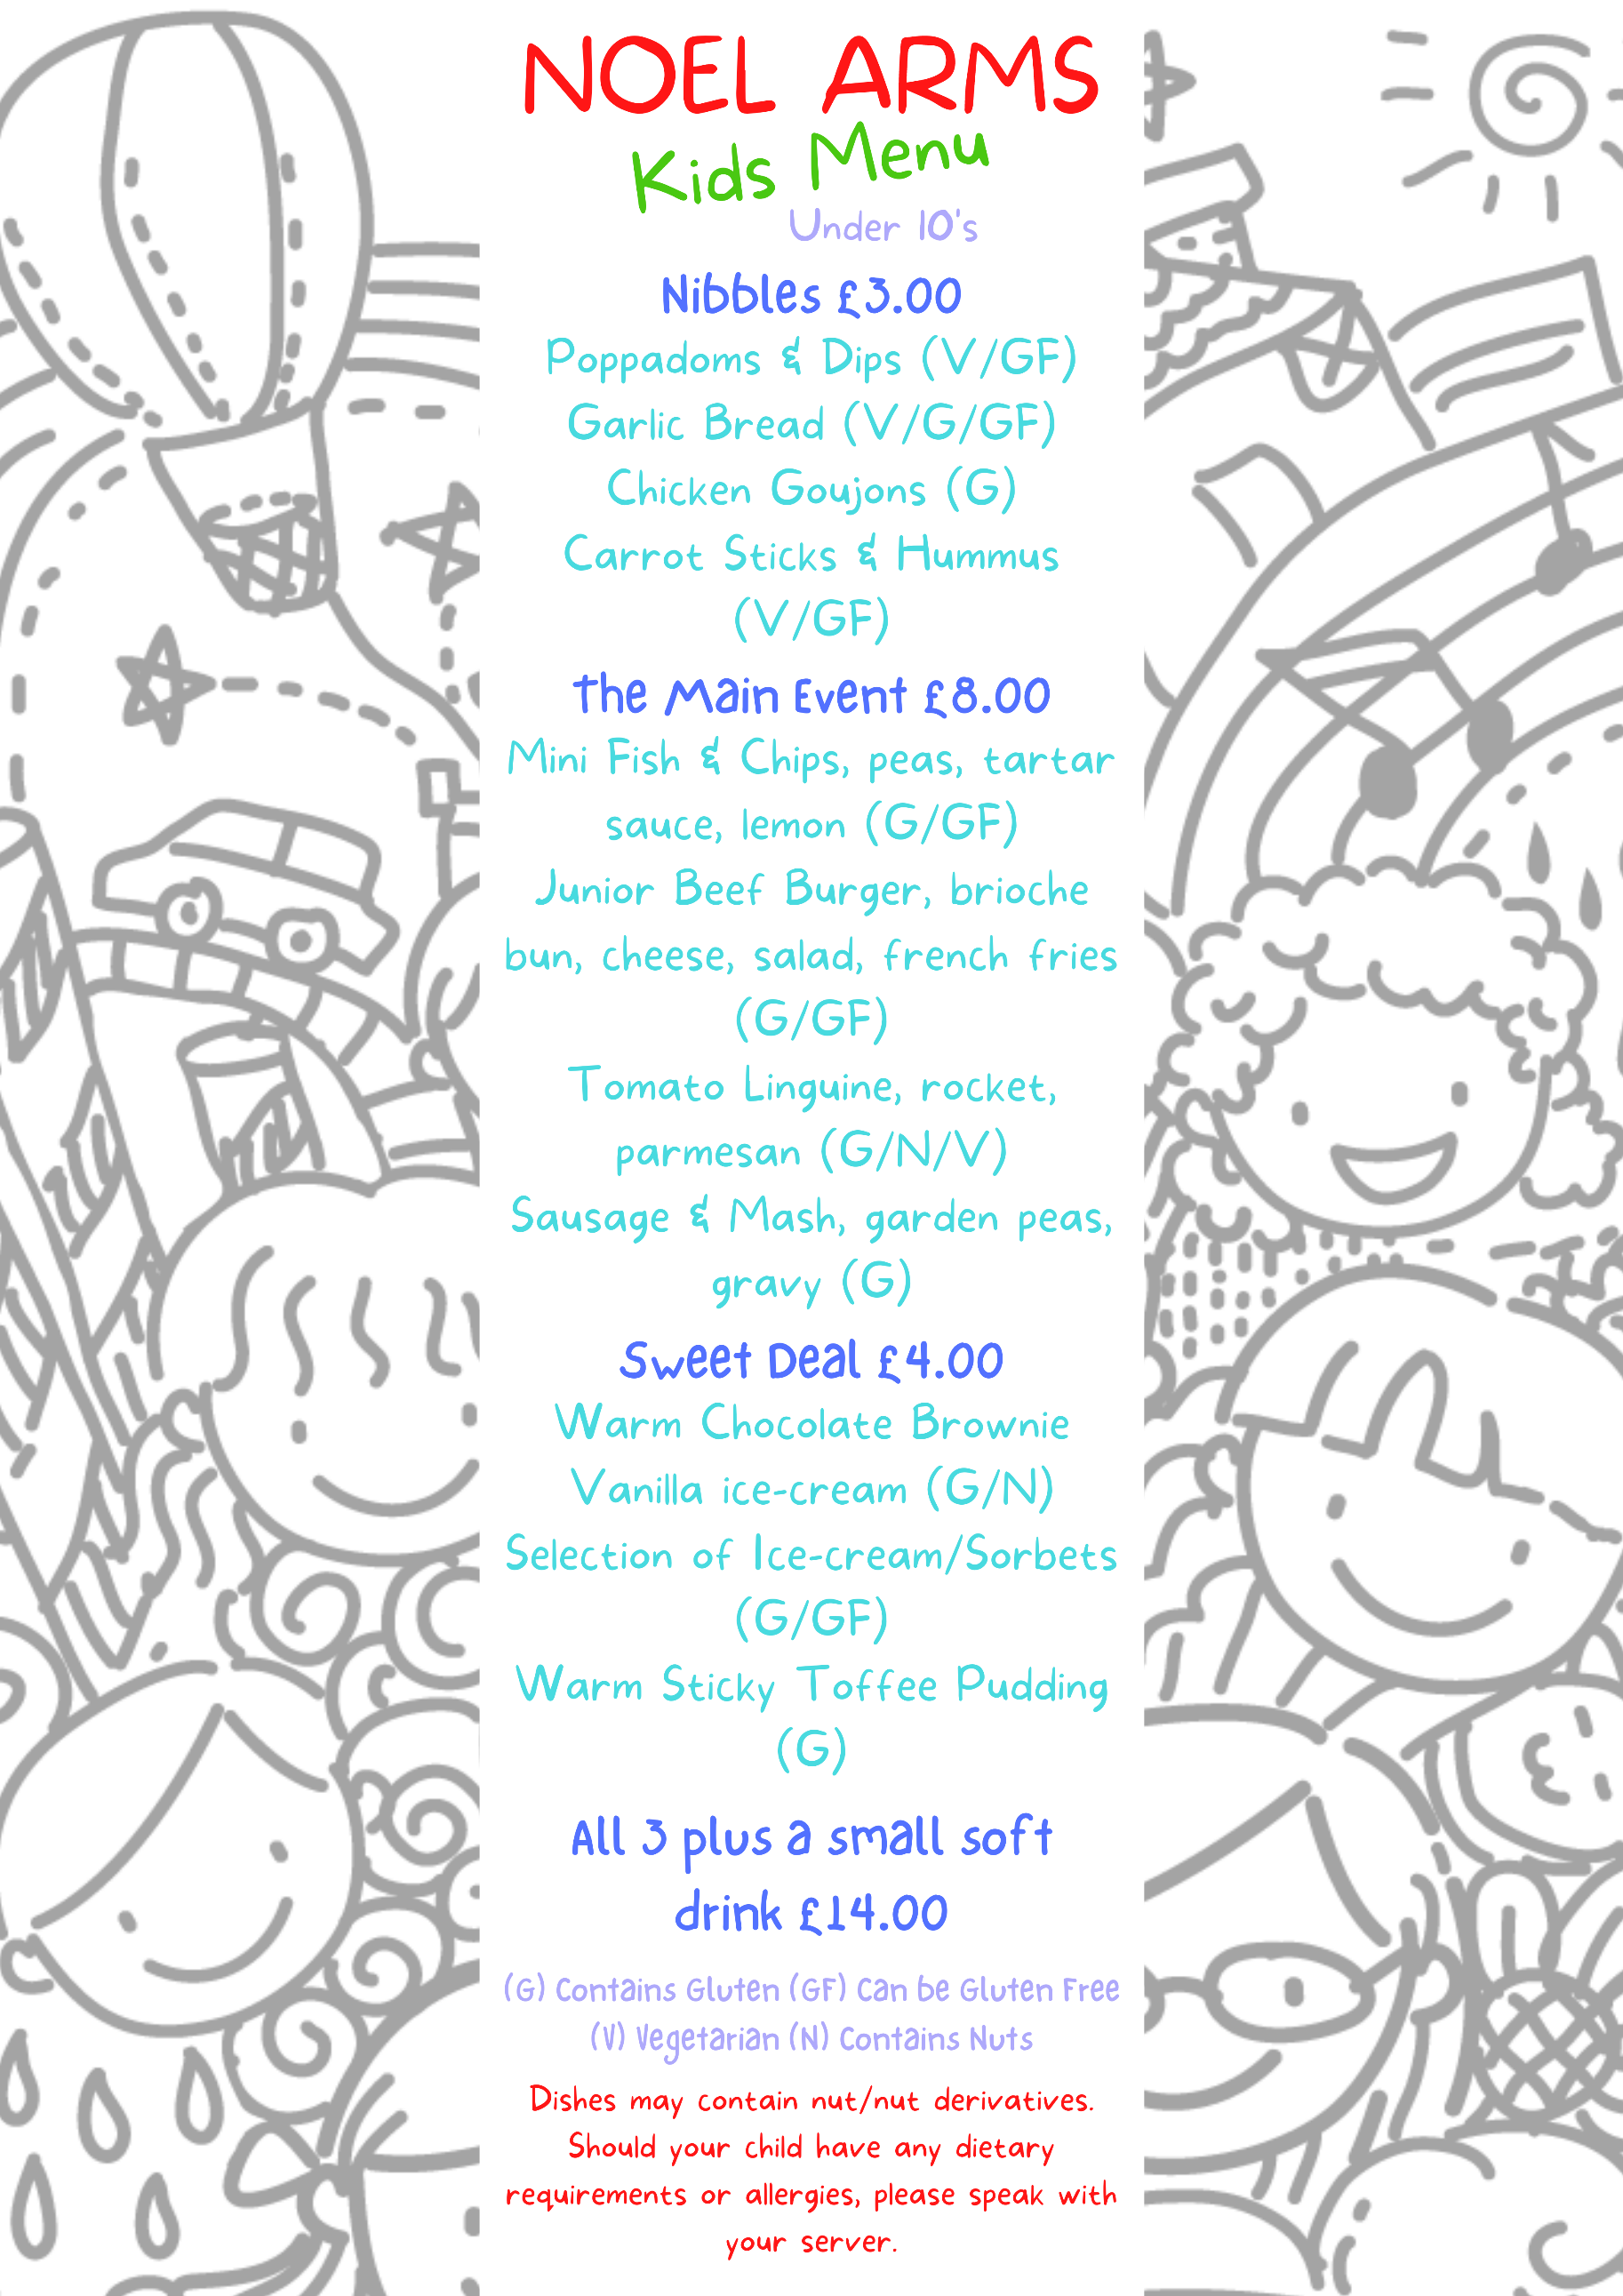 NOEL ARMS
Kids Menu
Under 10's
Nibbles £3.00
Poppadoms & Dips (V/GF)
Garlic Bread (V/G/GF)
Chicken Goujons (G)
Carrot Sticks & Hummus
(V/GF)
The Main Event £8.00
Mini Fish & Chips, peas, tartar
sauce, lemon (G/GF)
Junior Beef Burger, brioche
bun, cheese, salad, french fries
(G/GF)
Tomato Linguine, rocket,
parmesan (G/N/V)
Sausage & Mash, garden peas,
gravy (G)
Sweet Deal £4.00
Warm Chocolate Brownie
Vanilla ice-cream (G/N)
Selection of Ice-cream/Sorbets
(G/GF)
Warm Sticky Toffee Pudding
(G)
All 3 plus a small soft
drink £14.00
(G) Contains Gluten (GF) Can be Gluten Free
(V) Vegetarian (N) Contains Nuts
Dishes may contain nut/nut derivatives.
Should your child have any dietary
requirements or allergies, please speak with
your server.